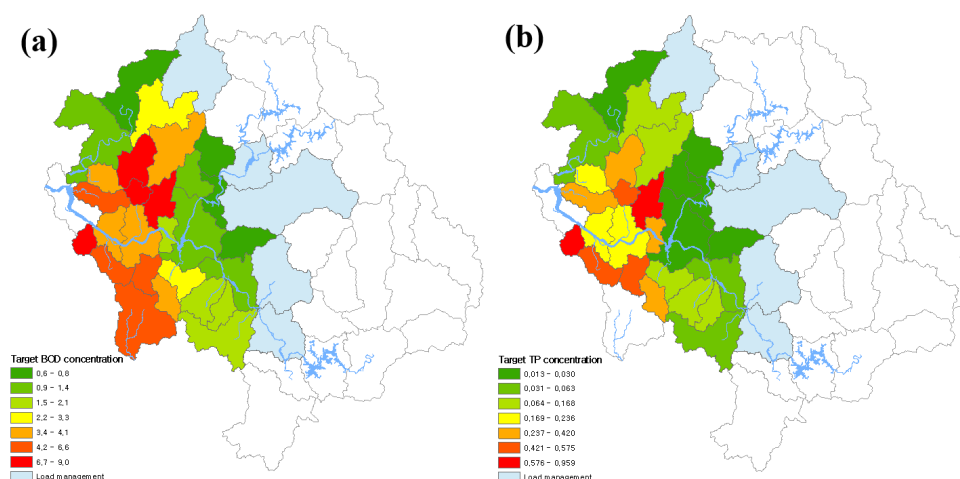 (a)
Target BOD concentration
0,6 - 0,8
0,9 - 1,4
1,5 - 2,1
2,2 - 3,3
3,4 - 4,1
4,2 - 6,6
6,7 - 9,0
Load management
(b)
Target TP concentration
0,013 - 0,030
0,031 - 0,063
0,064 - 0,168
0,169 - 0,236
0,237 - 0,420
0,421 - 0,575
0,576 - 0,959
Load management